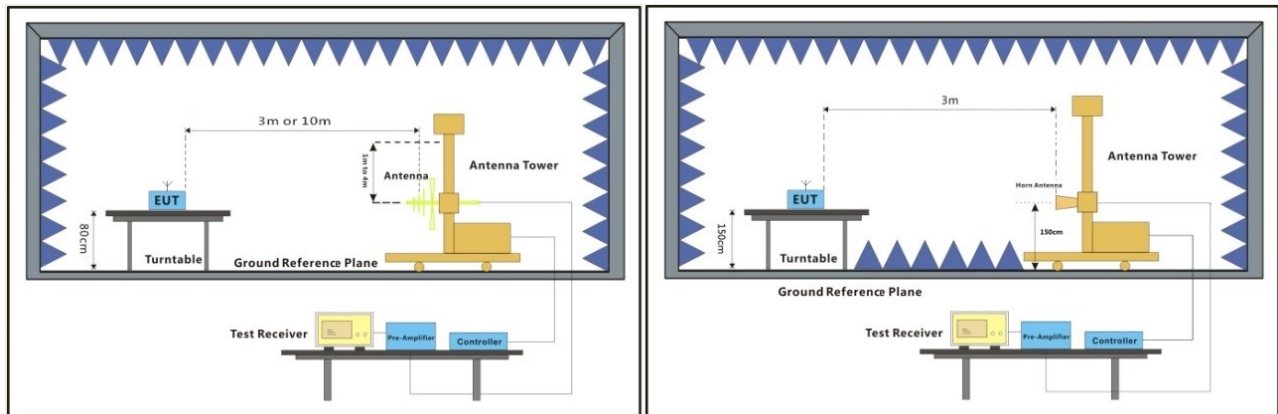 3m or 10m
1m to 4m
Antenna
Antenna Tower
EUT
80cm
Turntable
Ground Reference Plane
Test Receiver
Pre-Amplifier
Controller
3m
Antenna Tower
Horn Antenna
EUT
150cm
150cm
Turntable
Ground Reference Plane
Test Receiver
Pre-Amplifier
Controller